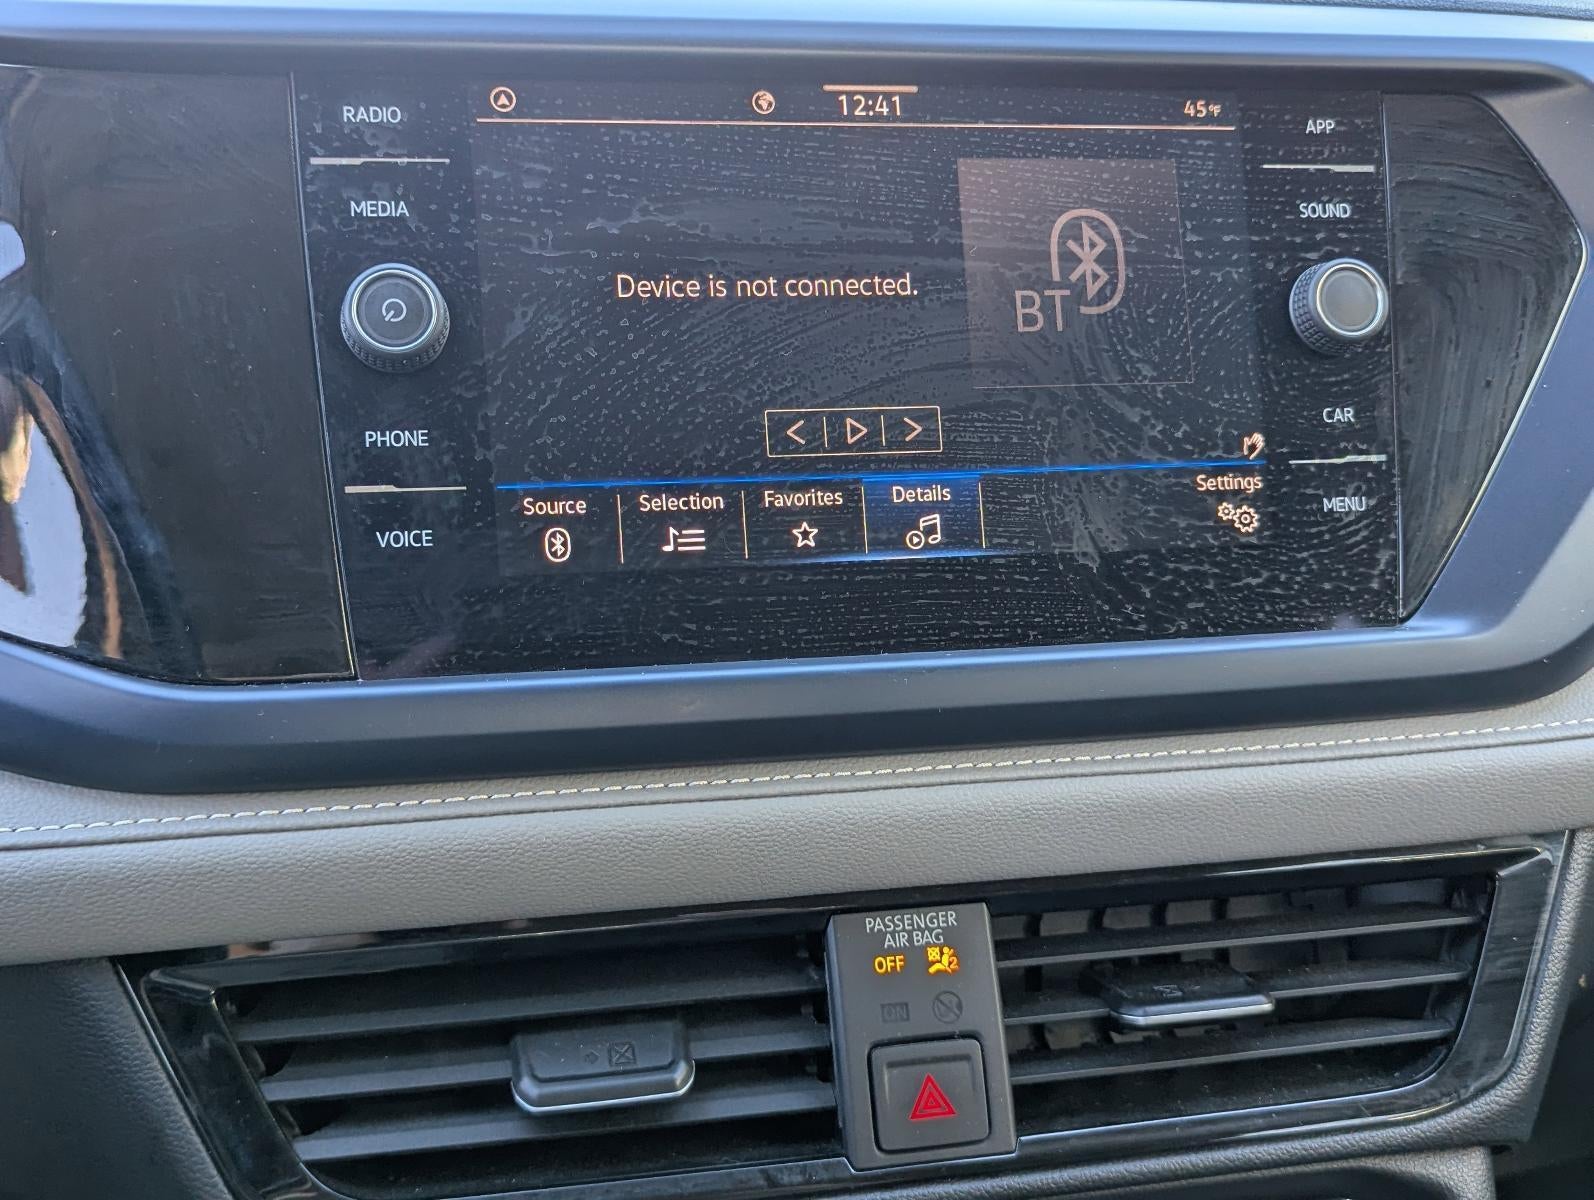 RADIO
MEDIA
PHONE
VOICE
12:41
45°F
Device is not connected.
BT
Source
Selection
Favorites
Details
Settings
APP
SOUND
CAR
MENU
PASSENGER
AIR BAG
OFF
2
ON